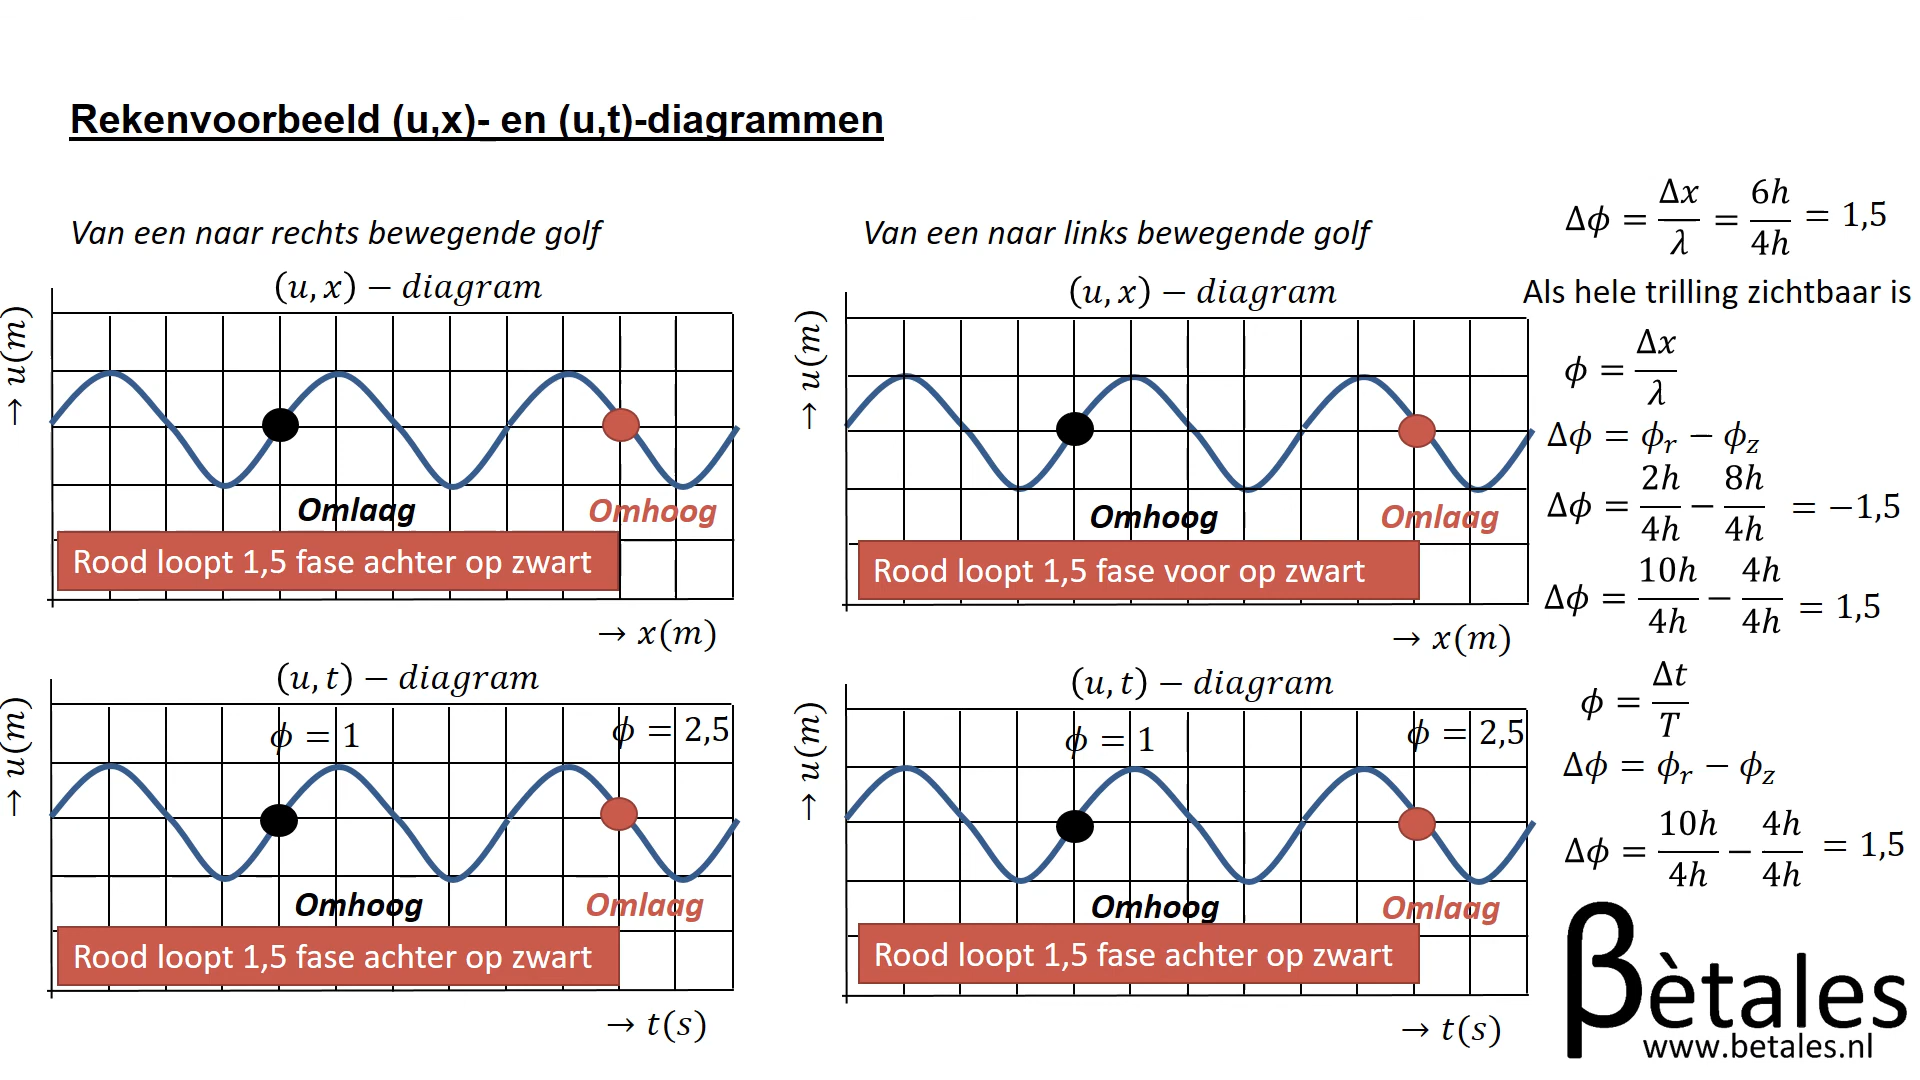 Rekenvoorbeeld (u,x)- en (u,t)-diagrammen
Van een naar rechts bewegende golf
(u, x) − diagram
→ u(m)
Omlaag
Omhoog
Rood loopt 1,5 fase achter op zwart
→ x(m)
(u, t) − diagram
→ u(m)
ϕ = 1
ϕ = 2,5
Omhoog
Omlaag
Rood loopt 1,5 fase achter op zwart
→ t(s)
Van een naar links bewegende golf
(u, x) − diagram
→ u(m)
Omhoog
Omlaag
Rood loopt 1,5 fase voor op zwart
→ x(m)
(u, t) − diagram
→ u(m)
ϕ = 1
ϕ = 2,5
Omhoog
Omlaag
Rood loopt 1,5 fase achter op zwart
→ t(s)
Δϕ = Δx/λ = 6h/4h = 1,5
Als hele trilling zichtbaar is
ϕ = Δx/λ
Δϕ = ϕr − ϕz
Δϕ = 2h/4h − 8h/4h = −1,5
Δϕ = 10h/4h − 4h/4h = 1,5
ϕ = Δt/T
Δϕ = ϕr − ϕz
Δϕ = 10h/4h − 4h/4h = 1,5
βètales
www.betales.nl